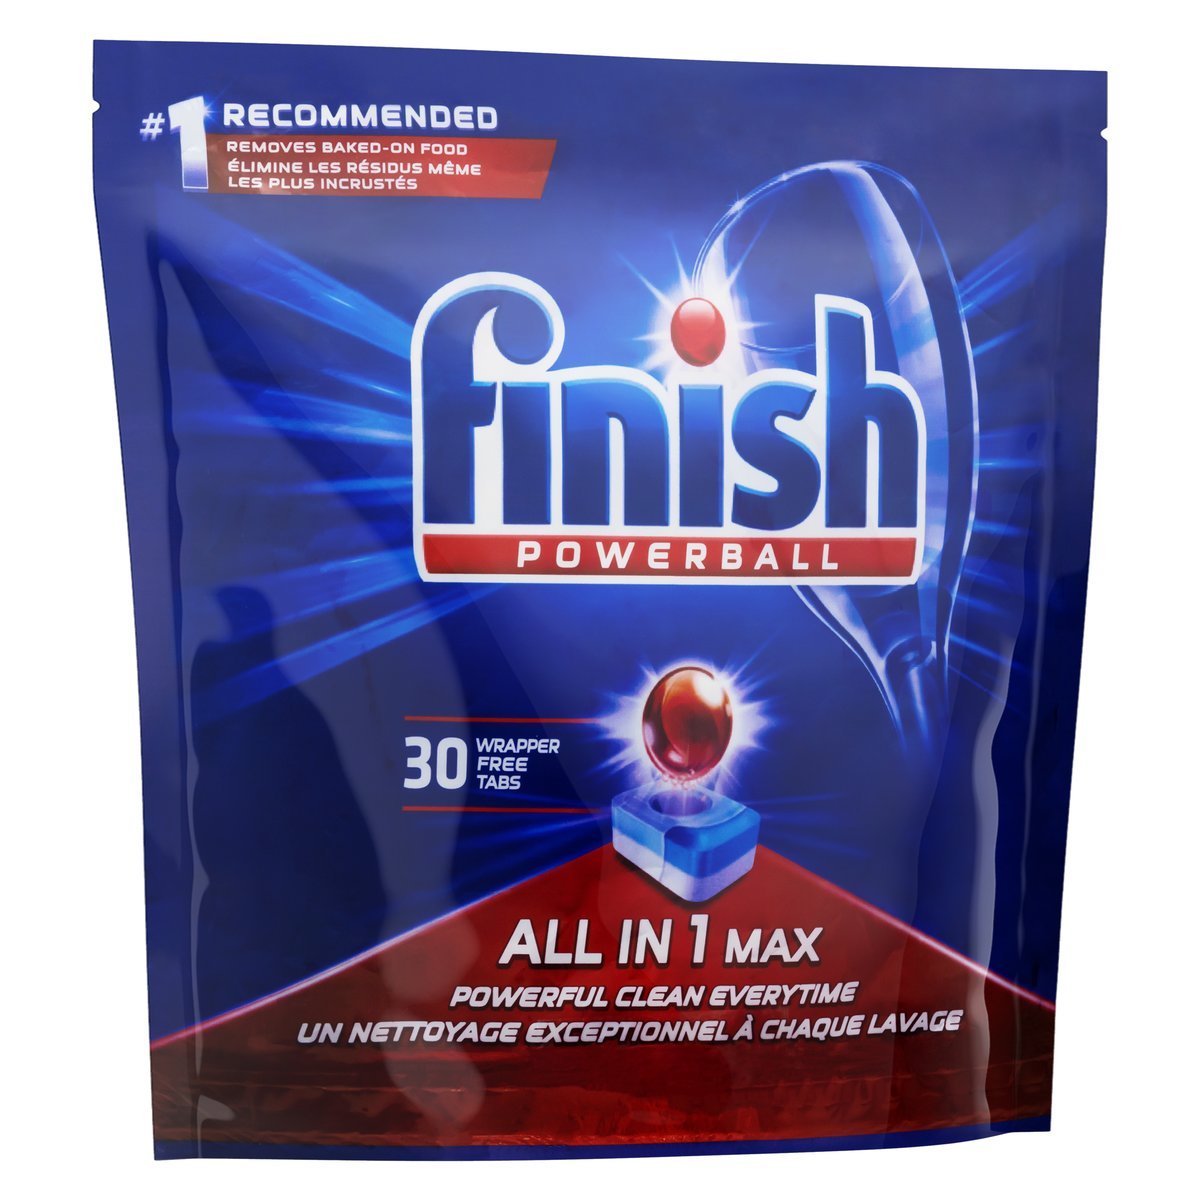 #1 RECOMMENDED
REMOVES BAKED-ON FOOD
ÉLIMINE LES RÉSIDUS MÊME
LES PLUS INCRUSTÉS
finish
POWERBALL
30 WRAPPER
FREE
TABS
ALL IN 1 MAX
POWERFUL CLEAN EVERYTIME
UN NETTOYAGE EXCEPTIONNEL À CHAQUE LAVAGE